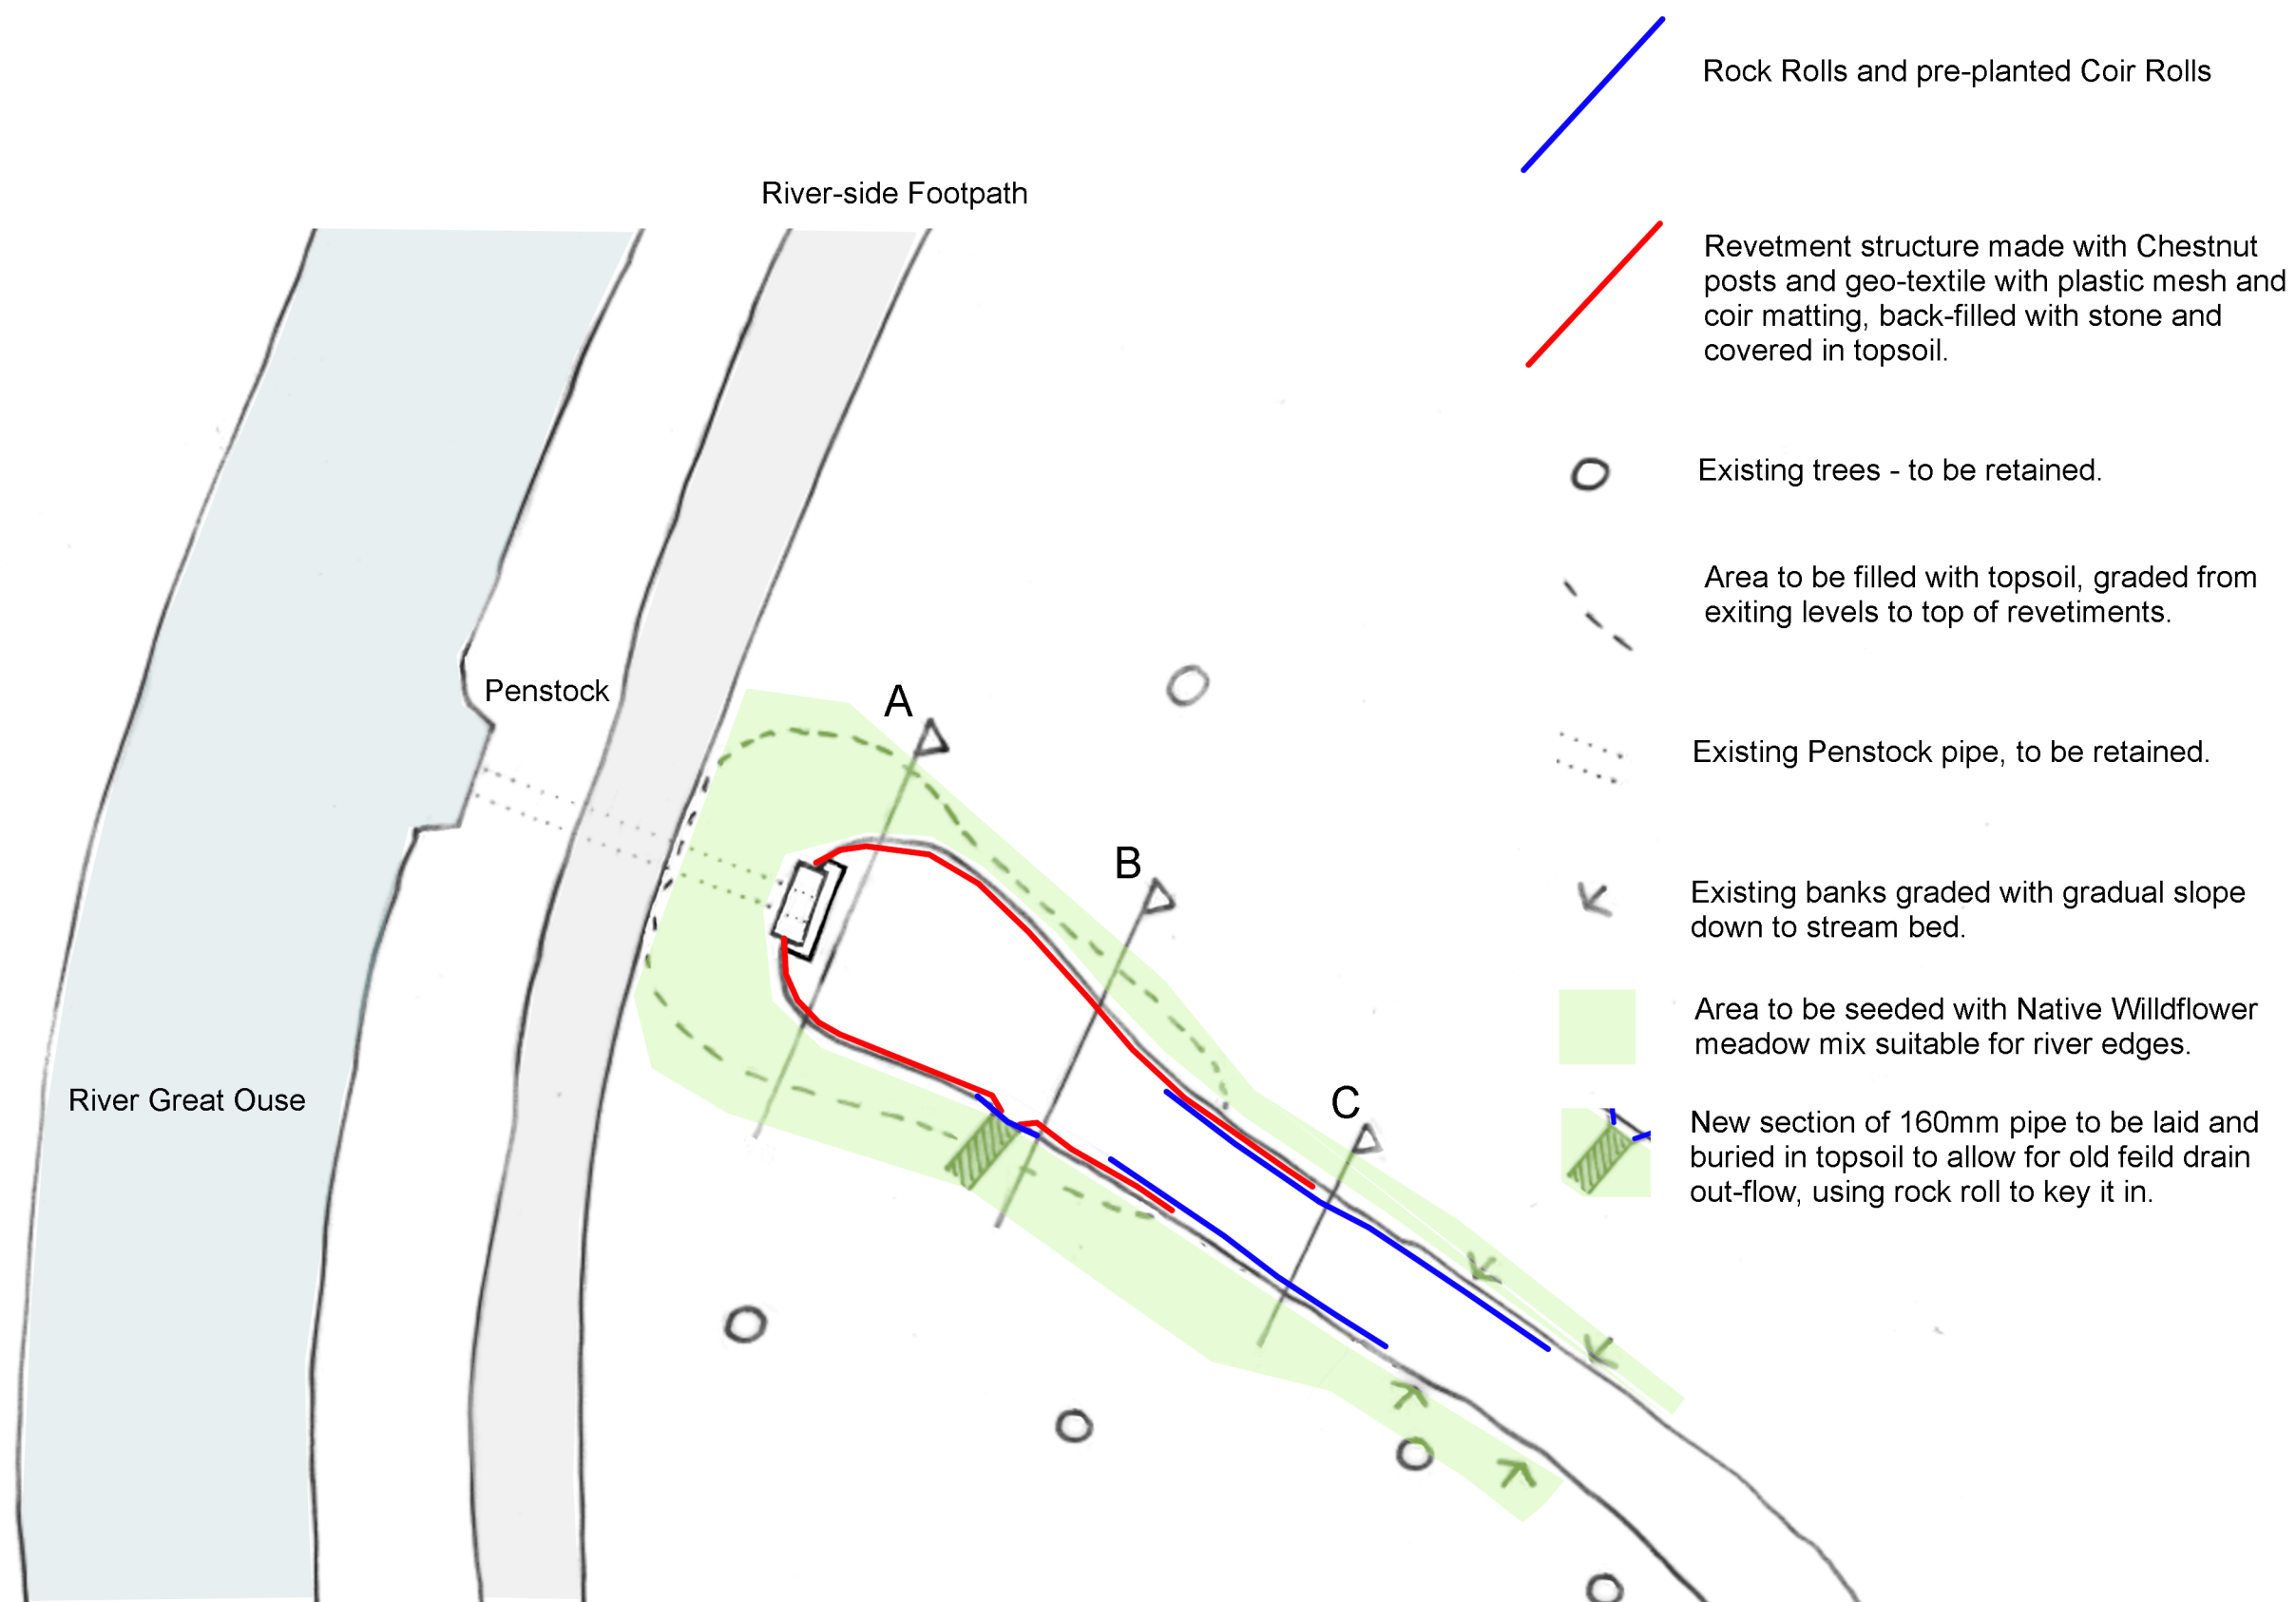 Rock Rolls and pre-planted Coir Rolls
River-side Footpath
Revetment structure made with Chestnut
posts and geo-textile with plastic mesh and
coir matting, back-filled with stone and
covered in topsoil.
Existing trees - to be retained.
Area to be filled with topsoil, graded from
exiting levels to top of revetiments.
Penstock
A
Existing Penstock pipe, to be retained.
B
Existing banks graded with gradual slope
down to stream bed.
Area to be seeded with Native Willdflower
meadow mix suitable for river edges.
River Great Ouse
C
New section of 160mm pipe to be laid and
buried in topsoil to allow for old feild drain
out-flow, using rock roll to key it in.